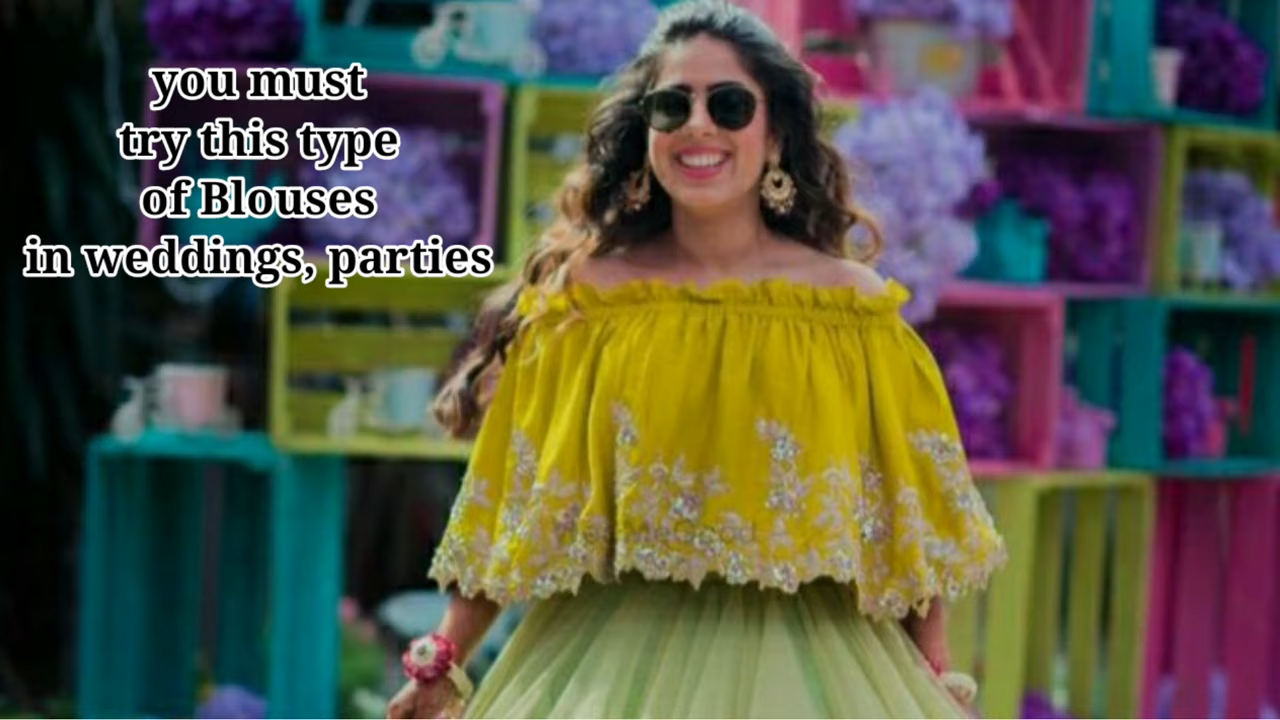 you must
try this type
of Blouses
in weddings, parties